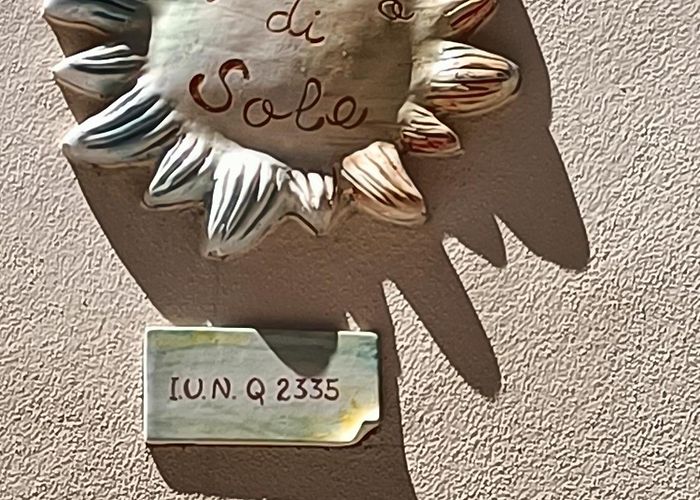 di
Sole
I.U.N. Q 2335